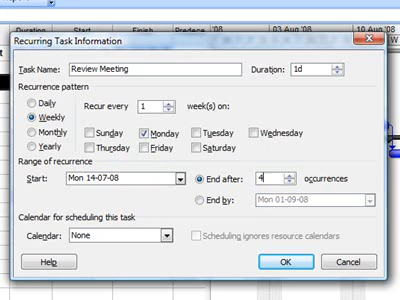 Duration Start Finish Predece '08 03 Aug '08 10 Aug '08
W
Recurring Task Information
Task Name: Review Meeting Duration: 1d
Recurrence pattern
Daily
Weekly Recur every 1 week(s) on:
Monthly Sunday Monday Tuesday Wednesday
Yearly Thursday Friday Saturday
Range of recurrence
Start: Mon 14-07-08 End after: 4 occurrences
End by: Mon 01-09-08
Calendar for scheduling this task
Calendar: None Scheduling ignores resource calendars
Help OK Cancel